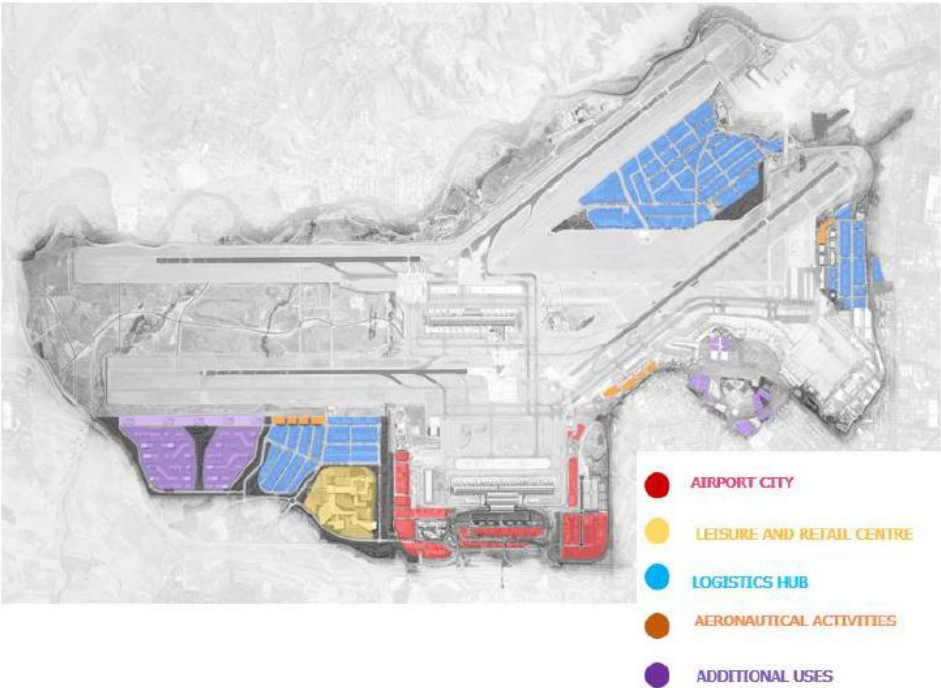 AIRPORT CITY
LEISURE AND RETAIL CENTRE
LOGISTICS HUB
AERONAUTICAL ACTIVITIES
ADDITIONAL USES